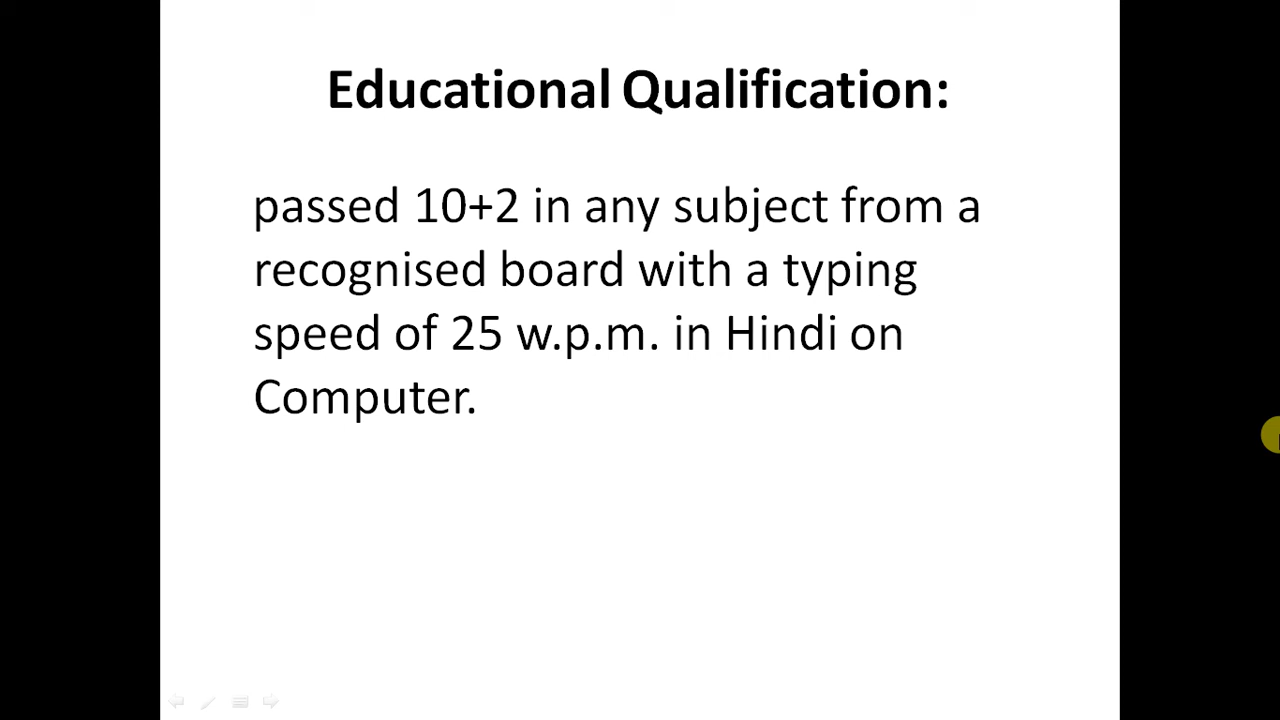 Educational Qualification:
passed 10+2 in any subject from a
recognised board with a typing
speed of 25 w.p.m. in Hindi on
Computer.